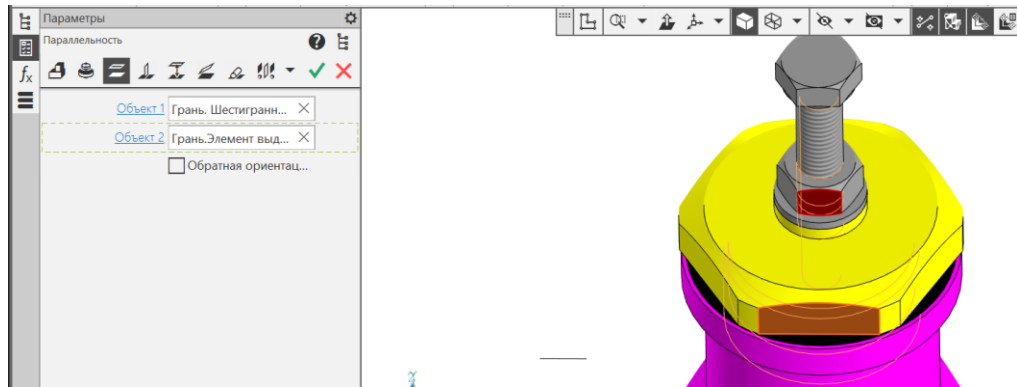 Параметры
Параллельность
Объект 1 Грань. Шестигранн...
Объект 2 Грань.Элемент выд...
Обратная ориентац...
Z